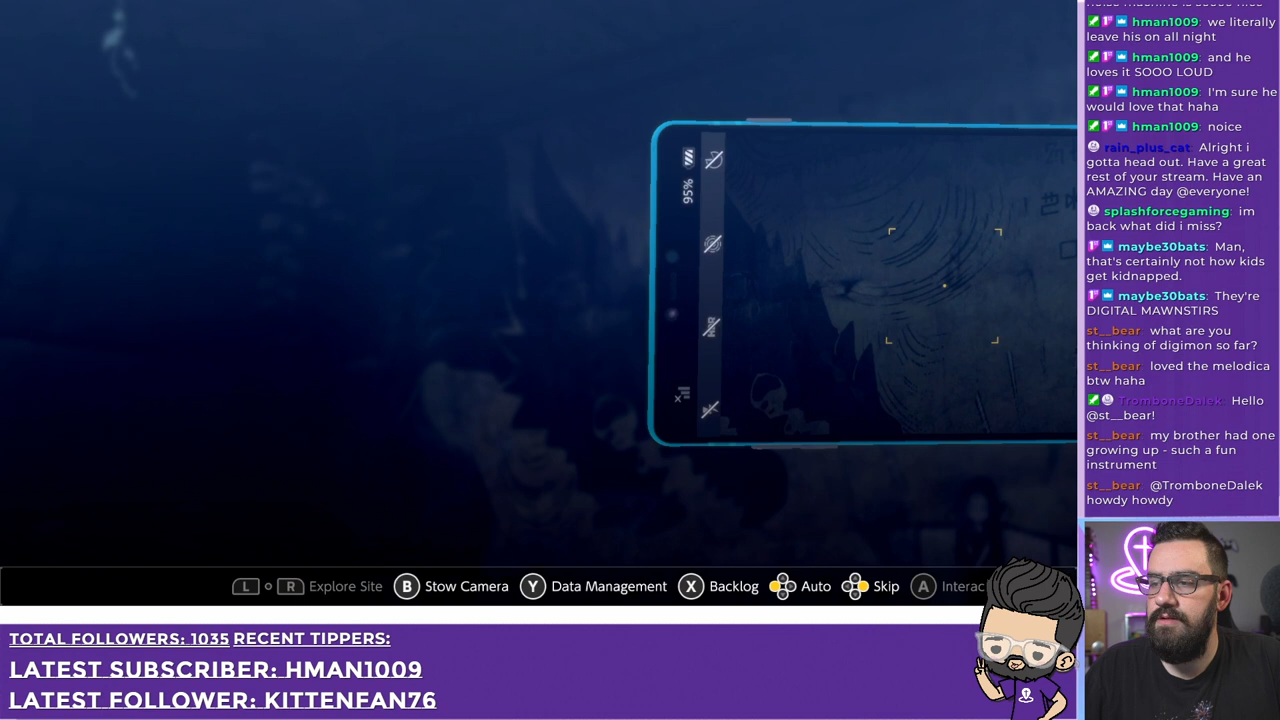 hman1009: we literally
leave his on all night
hman1009: and he
loves it SOOO LOUD
hman1009: I'm sure he
would love that haha
hman1009: noice
rain_plus_cat: Alright i
gotta head out. Have a great
rest of your stream. Have an
AMAZING day @everyone!
splashforcegaming: im
back what did i miss?
maybe30bats: Man,
that's certainly not how kids
get kidnapped.
maybe30bats: They're
DIGITAL MAWNSTIRS
st__bear: what are you
thinking of digimon so far?
st__bear: loved the melodica
btw haha
TromboneDalek: Hello
@st__bear!
st__bear: my brother had one
growing up - such a fun
instrument
st__bear: @TromboneDalek
howdy howdy
95%
L o R Explore Site B Stow Camera Y Data Management X Backlog Auto Skip A Interac
TOTAL FOLLOWERS: 1035 RECENT TIPPERS:
LATEST SUBSCRIBER: HMAN1009
LATEST FOLLOWER: KITTENFAN76